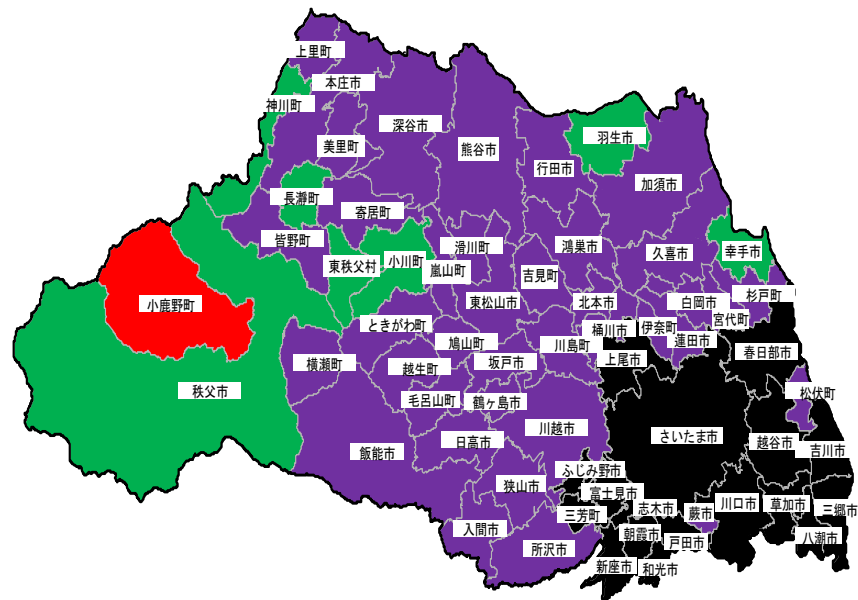 上里町
本庄市
神川町
深谷市
羽生市
美里町
熊谷市
行田市
加須市
長瀞町
寄居町
皆野町
滑川町
鴻巣市
久喜市
幸手市
東秩父村
小川町
嵐山町
吉見町
小鹿野町
東松山市
北本市
白岡市
杉戸町
ときがわ町
桶川市
伊奈町
宮代町
鳩山町
川島町
蓮田市
横瀬町
越生町
坂戸市
上尾市
春日部市
秩父市
毛呂山町
鶴ヶ島市
松伏町
川越市
さいたま市
飯能市
日高市
越谷市
吉川市
ふじみ野市
狭山市
富士見市
三芳町
志木市
蕨市
川口市
草加市
三郷市
入間市
朝霞市
戸田市
八潮市
所沢市
新座市
和光市